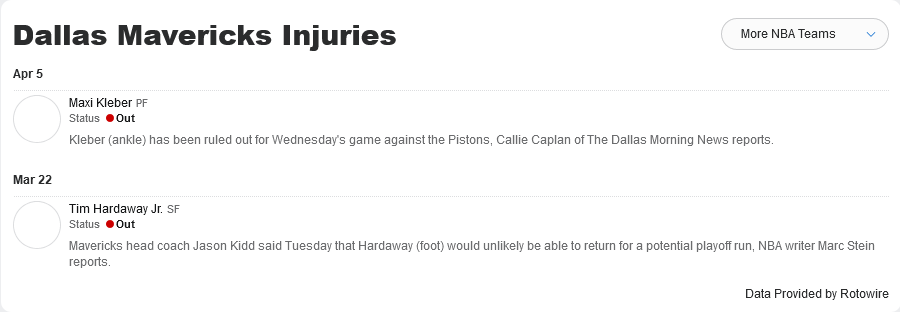 Dallas Mavericks Injuries
More NBA Teams
Apr 5
Maxi Kleber PF
Status Out
Kleber (ankle) has been ruled out for Wednesday's game against the Pistons, Callie Caplan of The Dallas Morning News reports.
Mar 22
Tim Hardaway Jr. SF
Status Out
Mavericks head coach Jason Kidd said Tuesday that Hardaway (foot) would unlikely be able to return for a potential playoff run, NBA writer Marc Stein
reports.
Data Provided by Rotowire